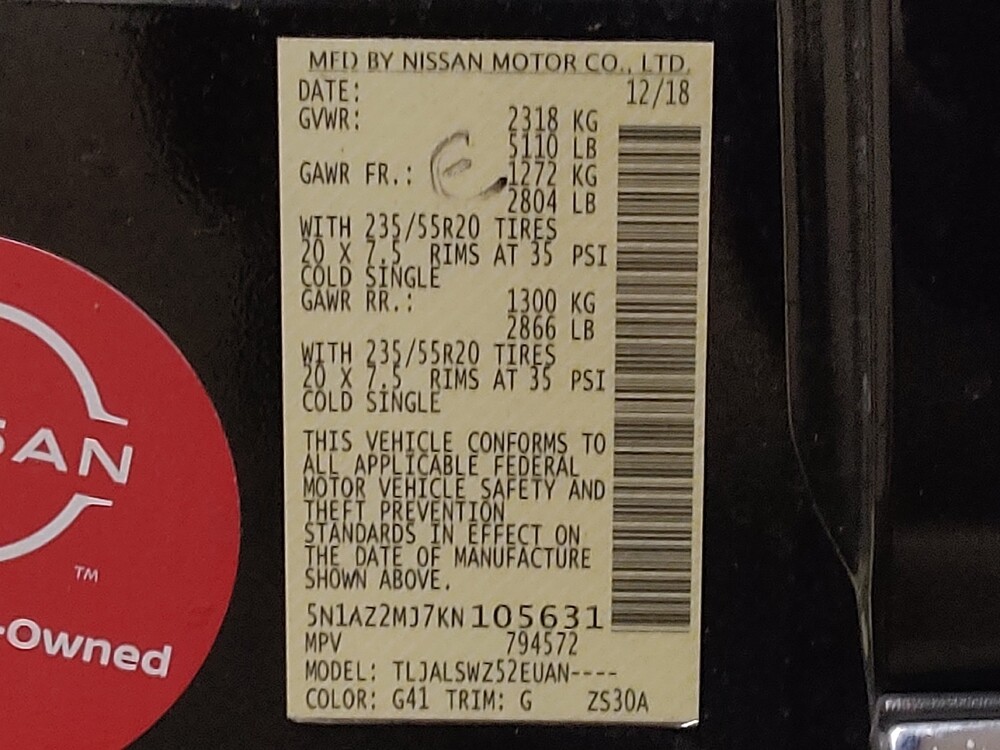 MFD BY NISSAN MOTOR CO., LTD.
DATE: 12/18
GVWR: 2318 KG
5110 LB
GAWR FR.: 1272 KG
2804 LB
WITH 235/55R20 TIRES
20 X 7.5 RIMS AT 35 PSI
COLD SINGLE
GAWR RR.: 1300 KG
2866 LB
WITH 235/55R20 TIRES
20 X 7.5 RIMS AT 35 PSI
COLD SINGLE
THIS VEHICLE CONFORMS TO
ALL APPLICABLE FEDERAL
MOTOR VEHICLE SAFETY AND
THEFT PREVENTION
STANDARDS IN EFFECT ON
THE DATE OF MANUFACTURE
SHOWN ABOVE.
5N1AZ2MJ7KN 105631
MPV 794572
MODEL: TLJALSWZ52EUAN----
COLOR: G41 TRIM: G ZS30A
SAN
TM
-Owned